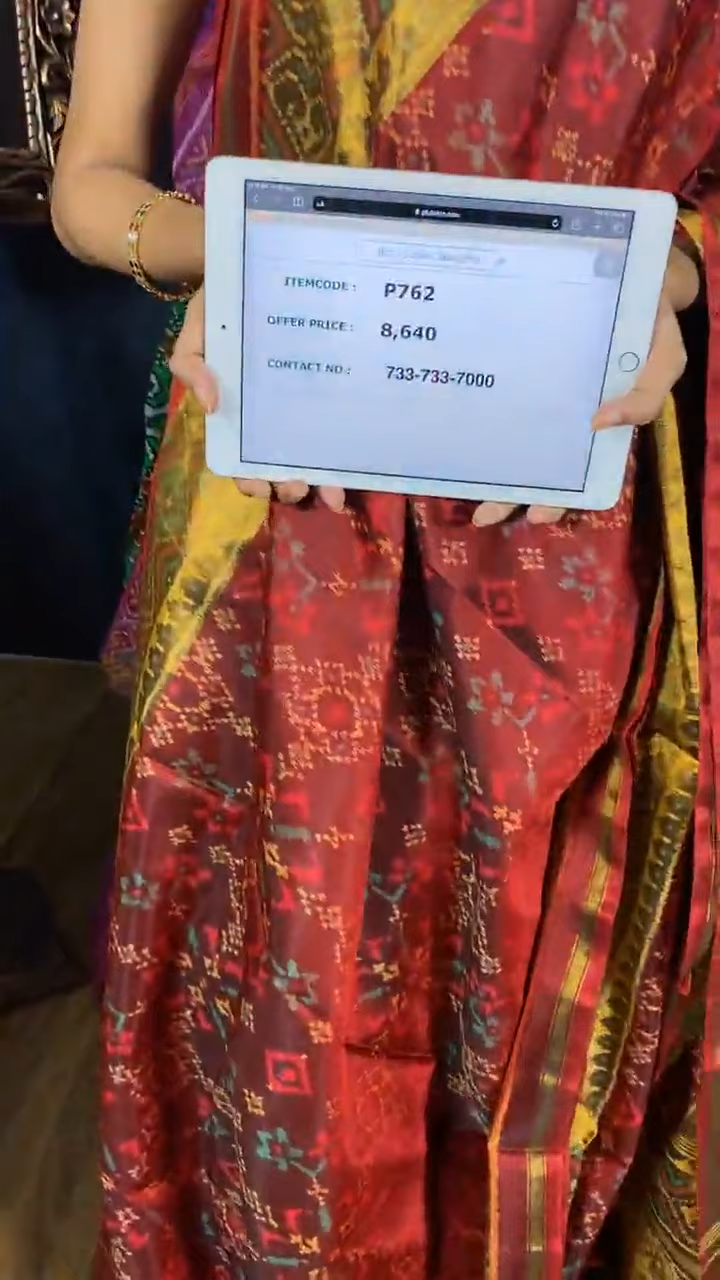 ITEMCODE : P762
OFFER PRICE : 8,640
CONTACT NO : 733-733-7000